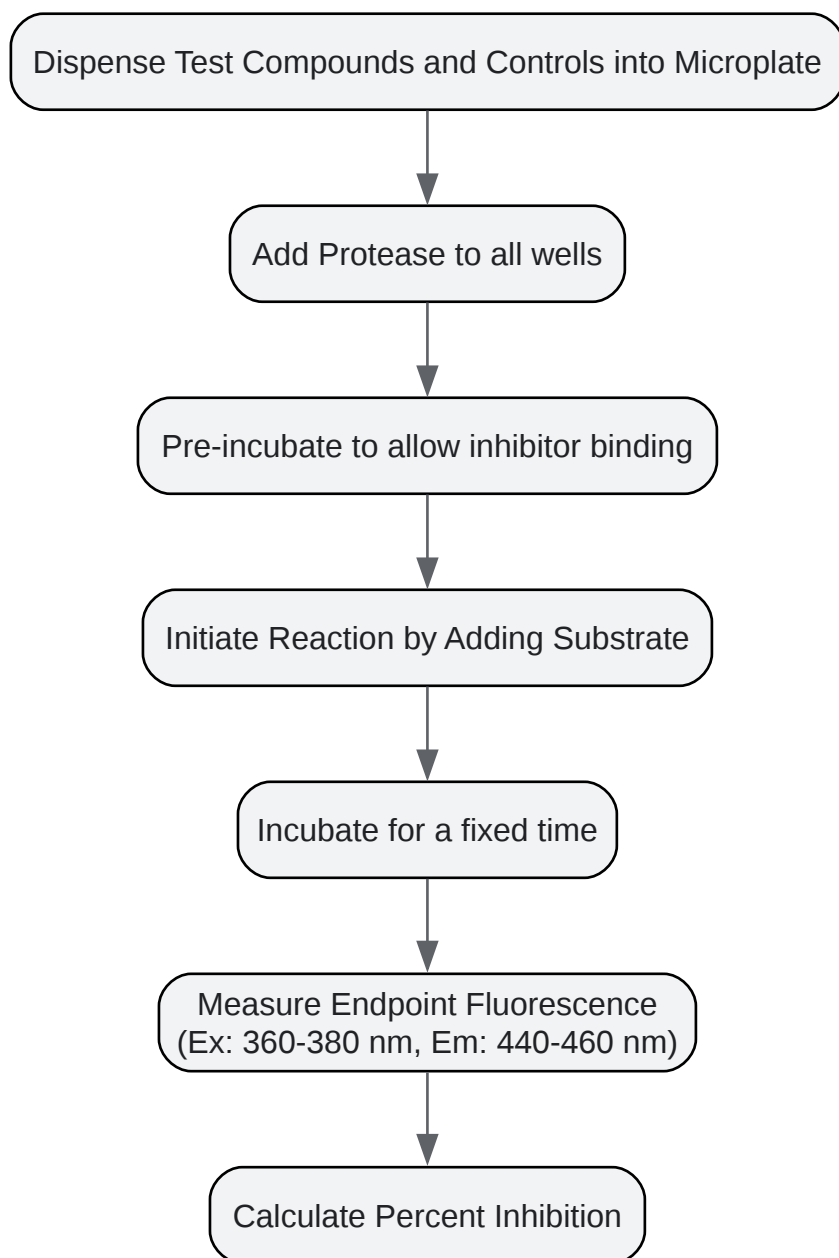 Dispense Test Compounds and Controls into Microplate
Add Protease to all wells
Pre-incubate to allow inhibitor binding
Initiate Reaction by Adding Substrate
Incubate for a fixed time
Measure Endpoint Fluorescence
(Ex: 360-380 nm, Em: 440-460 nm)
Calculate Percent Inhibition